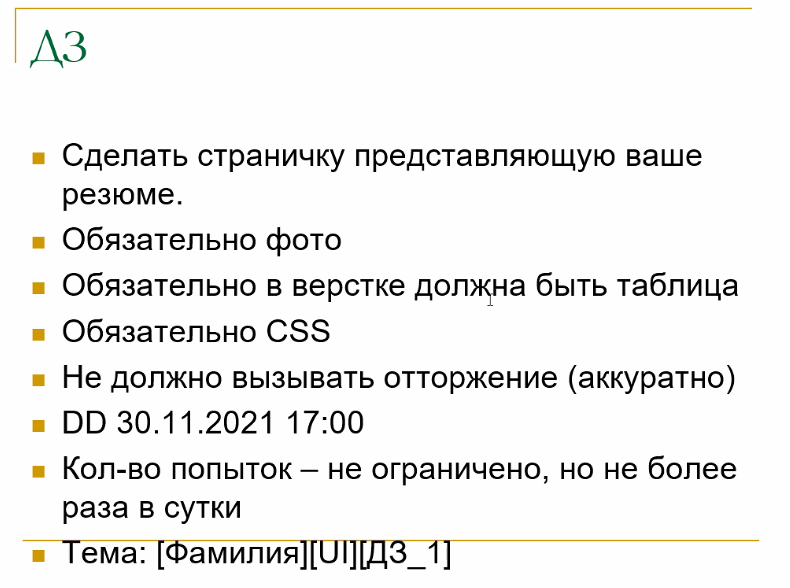 ДЗ
Сделать страничку представляющую ваше
резюме.
Обязательно фото
Обязательно в верстке должна быть таблица
Обязательно CSS
Не должно вызывать отторжение (аккуратно)
DD 30.11.2021 17:00
Кол-во попыток – не ограничено, но не более
раза в сутки
Тема: [Фамилия][UI][ДЗ_1]